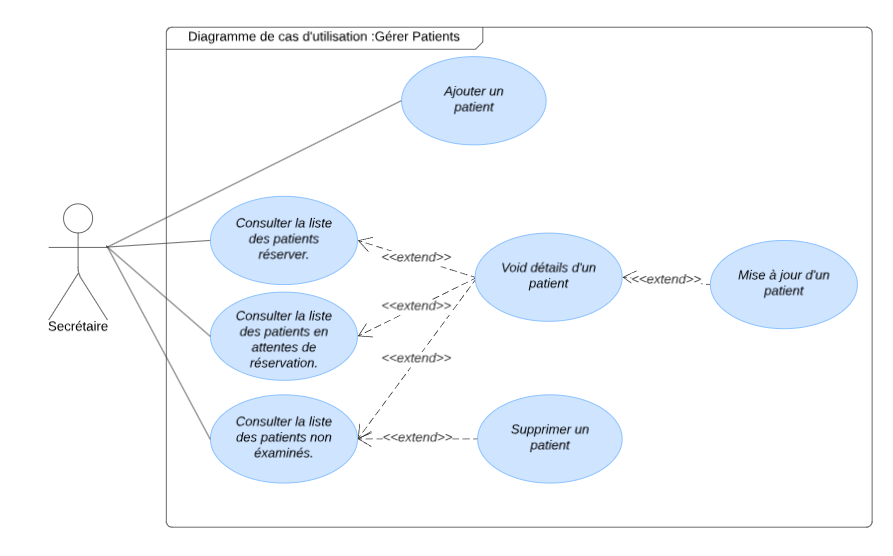 Diagramme de cas d'utilisation :Gérer Patients
Ajouter un
patient
Consulter la liste
des patients
réserver.
<<extend>>
Void détails d'un
patient
<<extend>>
Mise à jour d'un
patient
<<extend>>
Consulter la liste
des patients en
attentes de
réservation.
Secrétaire
<<extend>>
Consulter la liste
des patients non
éxaminés.
<<extend>>
Supprimer un
patient